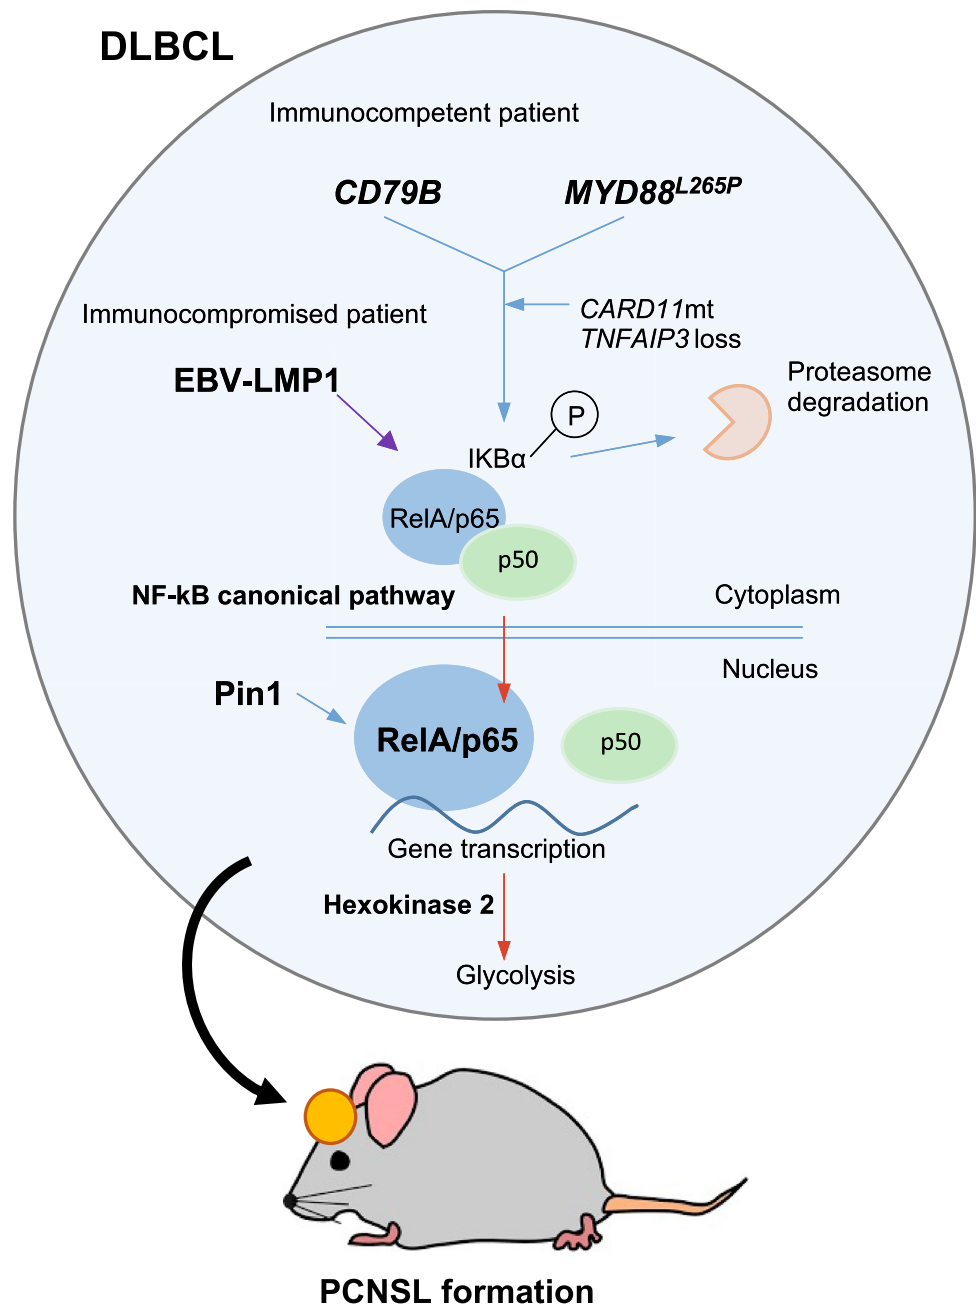 DLBCL
Immunocompetent patient
CD79B
MYD88L265P
Immunocompromised patient
CARD11mt
TNFAIP3 loss
EBV-LMP1
Proteasome
degradation
P
IKBα
RelA/p65
p50
NF-kB canonical pathway
Cytoplasm
Nucleus
Pin1
RelA/p65
p50
Gene transcription
Hexokinase 2
Glycolysis
PCNSL formation